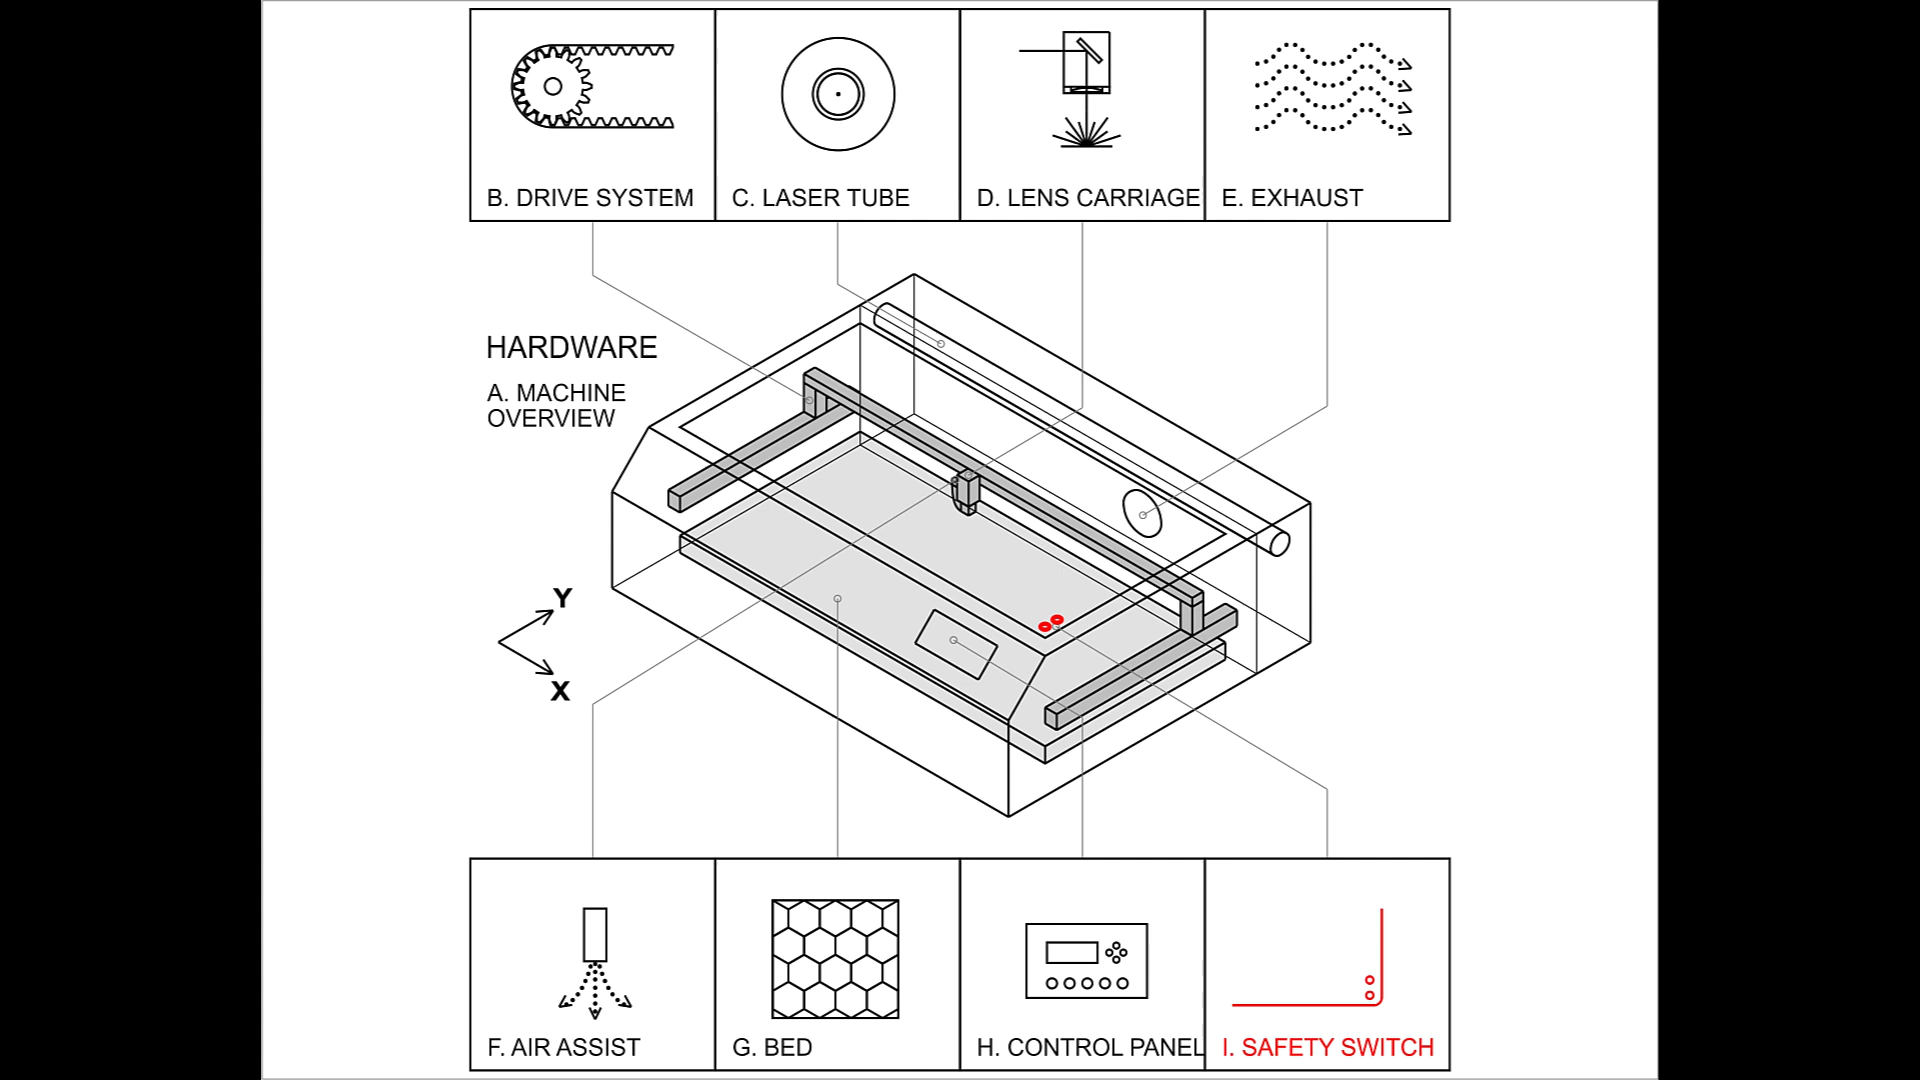 B. DRIVE SYSTEM
C. LASER TUBE
D. LENS CARRIAGE
E. EXHAUST
HARDWARE
A. MACHINE
OVERVIEW
Y
X
F. AIR ASSIST
G. BED
H. CONTROL PANEL
I. SAFETY SWITCH